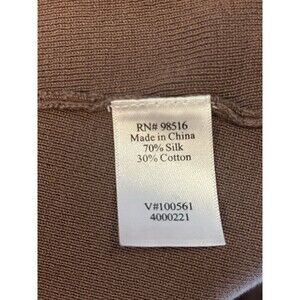 RN# 98516
Made in China
70% Silk
30% Cotton
V#100561
4000221